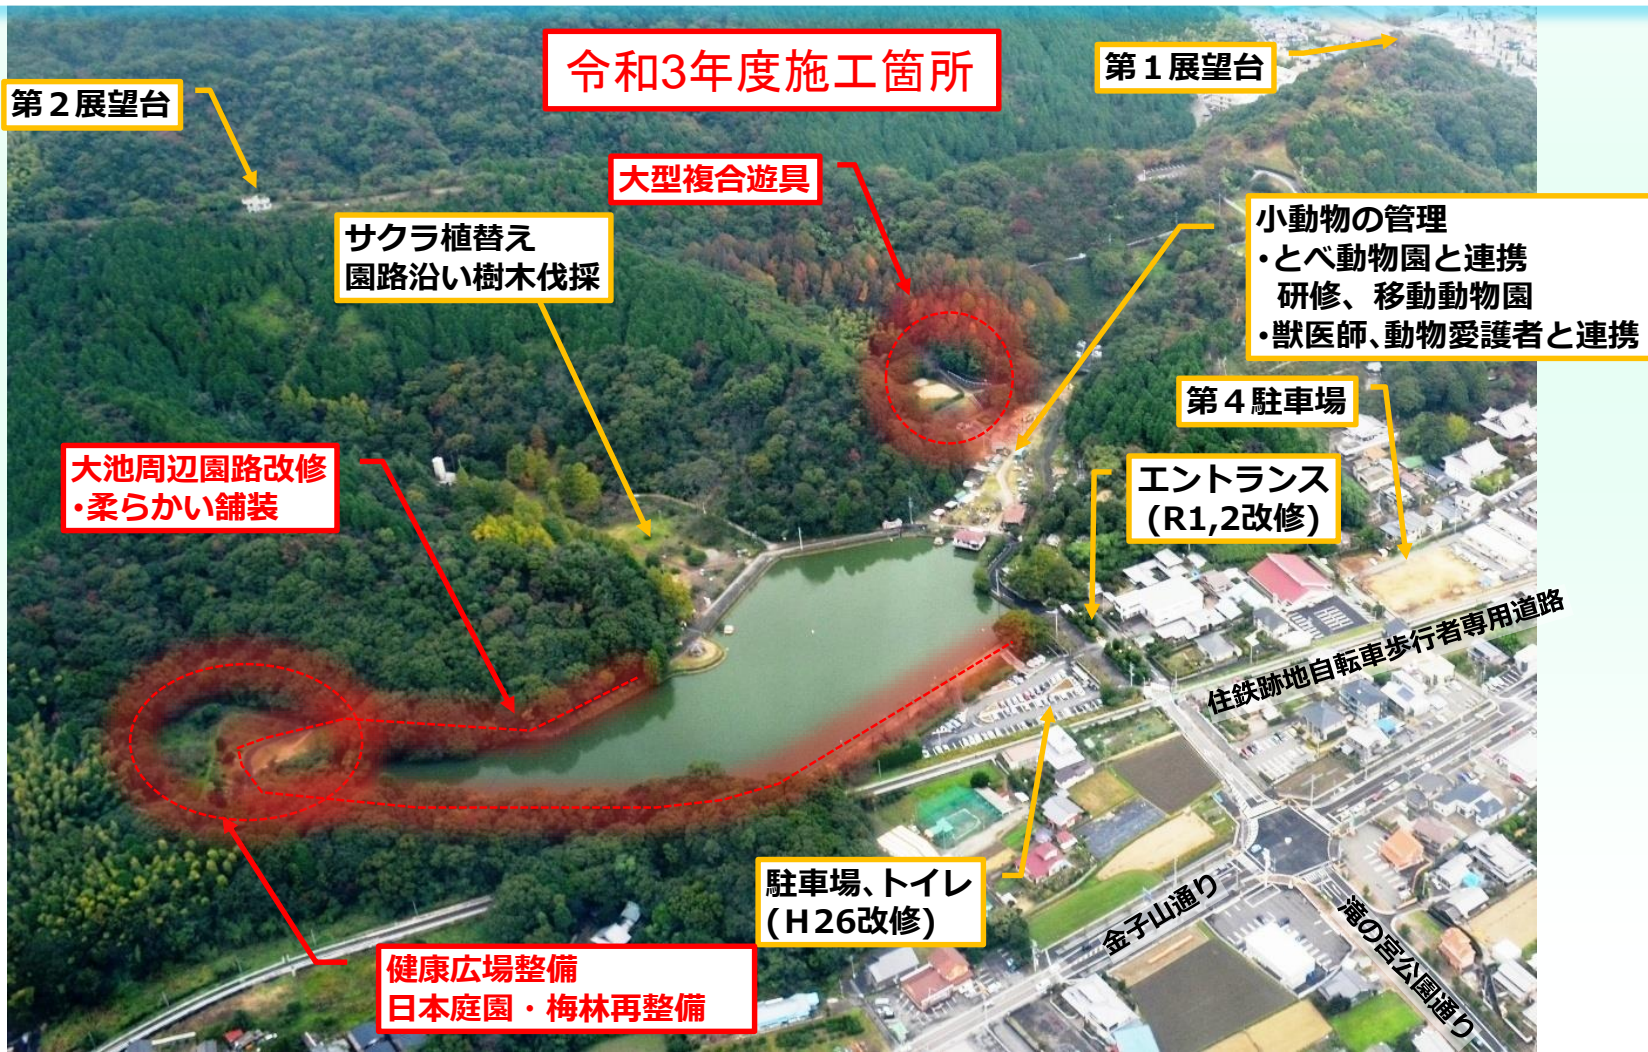 令和3年度施工箇所
第1展望台
第2展望台
大型複合遊具
サクラ植替え
園路沿い樹木伐採
小動物の管理
・とべ動物園と連携
研修、移動動物園
・獣医師、動物愛護者と連携
第4駐車場
大池周辺園路改修
・柔らかい舗装
エントランス
(R1,2改修)
住鉄跡地自転車歩行者専用道路
駐車場、トイレ
(H26改修)
金子山通り
滝の宮公園通り
健康広場整備
日本庭園・梅林再整備